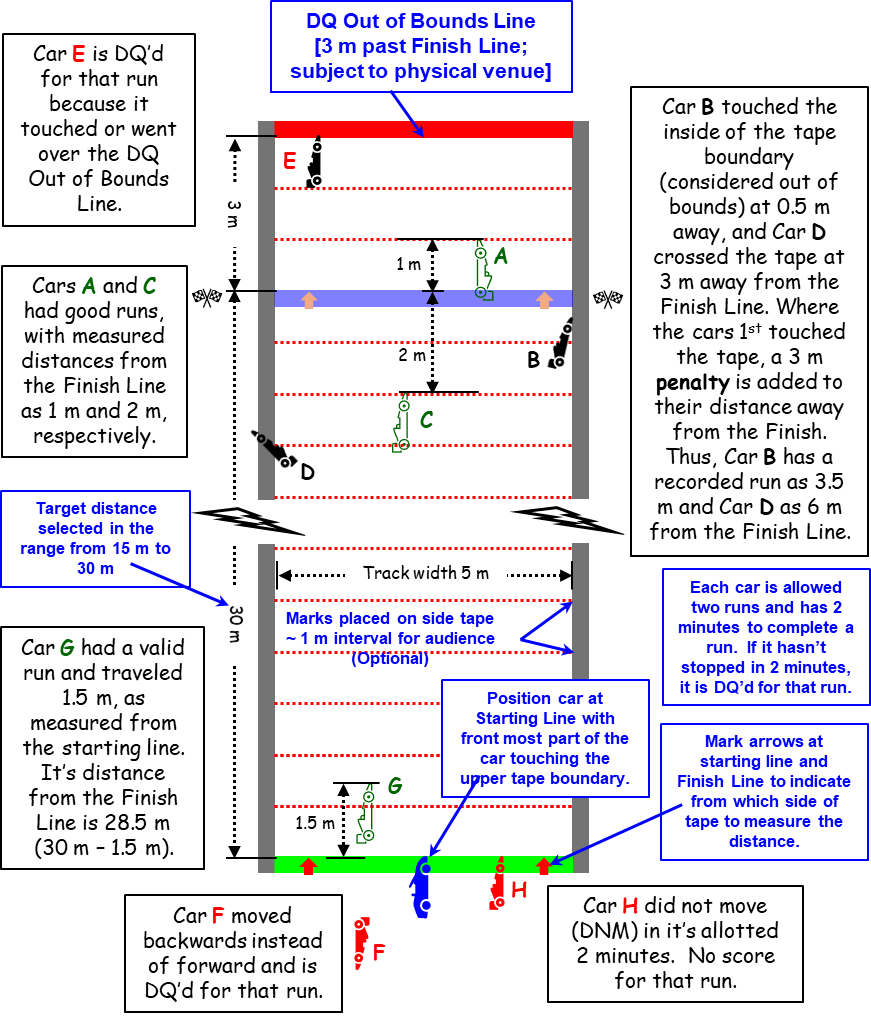 DQ Out of Bounds Line
[3 m past Finish Line;
subject to physical venue]
Car E is DQ'd
for that run
because it
touched or went
over the DQ
Out of Bounds
Line.
Car B touched the
inside of the tape
boundary
(considered out of
bounds) at 0.5 m
away, and Car D
crossed the tape at
3 m away from the
Finish Line. Where
the cars 1st touched
the tape, a 3 m
penalty is added to
their distance away
from the Finish.
Thus, Car B has a
recorded run as 3.5
m and Car D as 6 m
from the Finish Line.
E
3 m
A
1 m
Cars A and C
had good runs,
with measured
distances from
the Finish Line
as 1 m and 2 m,
respectively.
2 m
B
C
D
Target distance
selected in the
range from 15 m to
30 m
Track width 5 m
30 m
Marks placed on side tape
~ 1 m interval for audience
(Optional)
Each car is allowed
two runs and has 2
minutes to complete a
run. If it hasn't
stopped in 2 minutes,
it is DQ'd for that run.
Car G had a valid
run and traveled
1.5 m, as
measured from
the starting line.
It's distance
from the Finish
Line is 28.5 m
(30 m – 1.5 m).
Position car at
Starting Line with
front most part of the
car touching the
upper tape boundary.
Mark arrows at
starting line and
Finish Line to indicate
from which side of
tape to measure the
distance.
G
1.5 m
H
F
Car F moved
backwards instead
of forward and is
DQ'd for that run.
Car H did not move
(DNM) in it's allotted
2 minutes. No score
for that run.